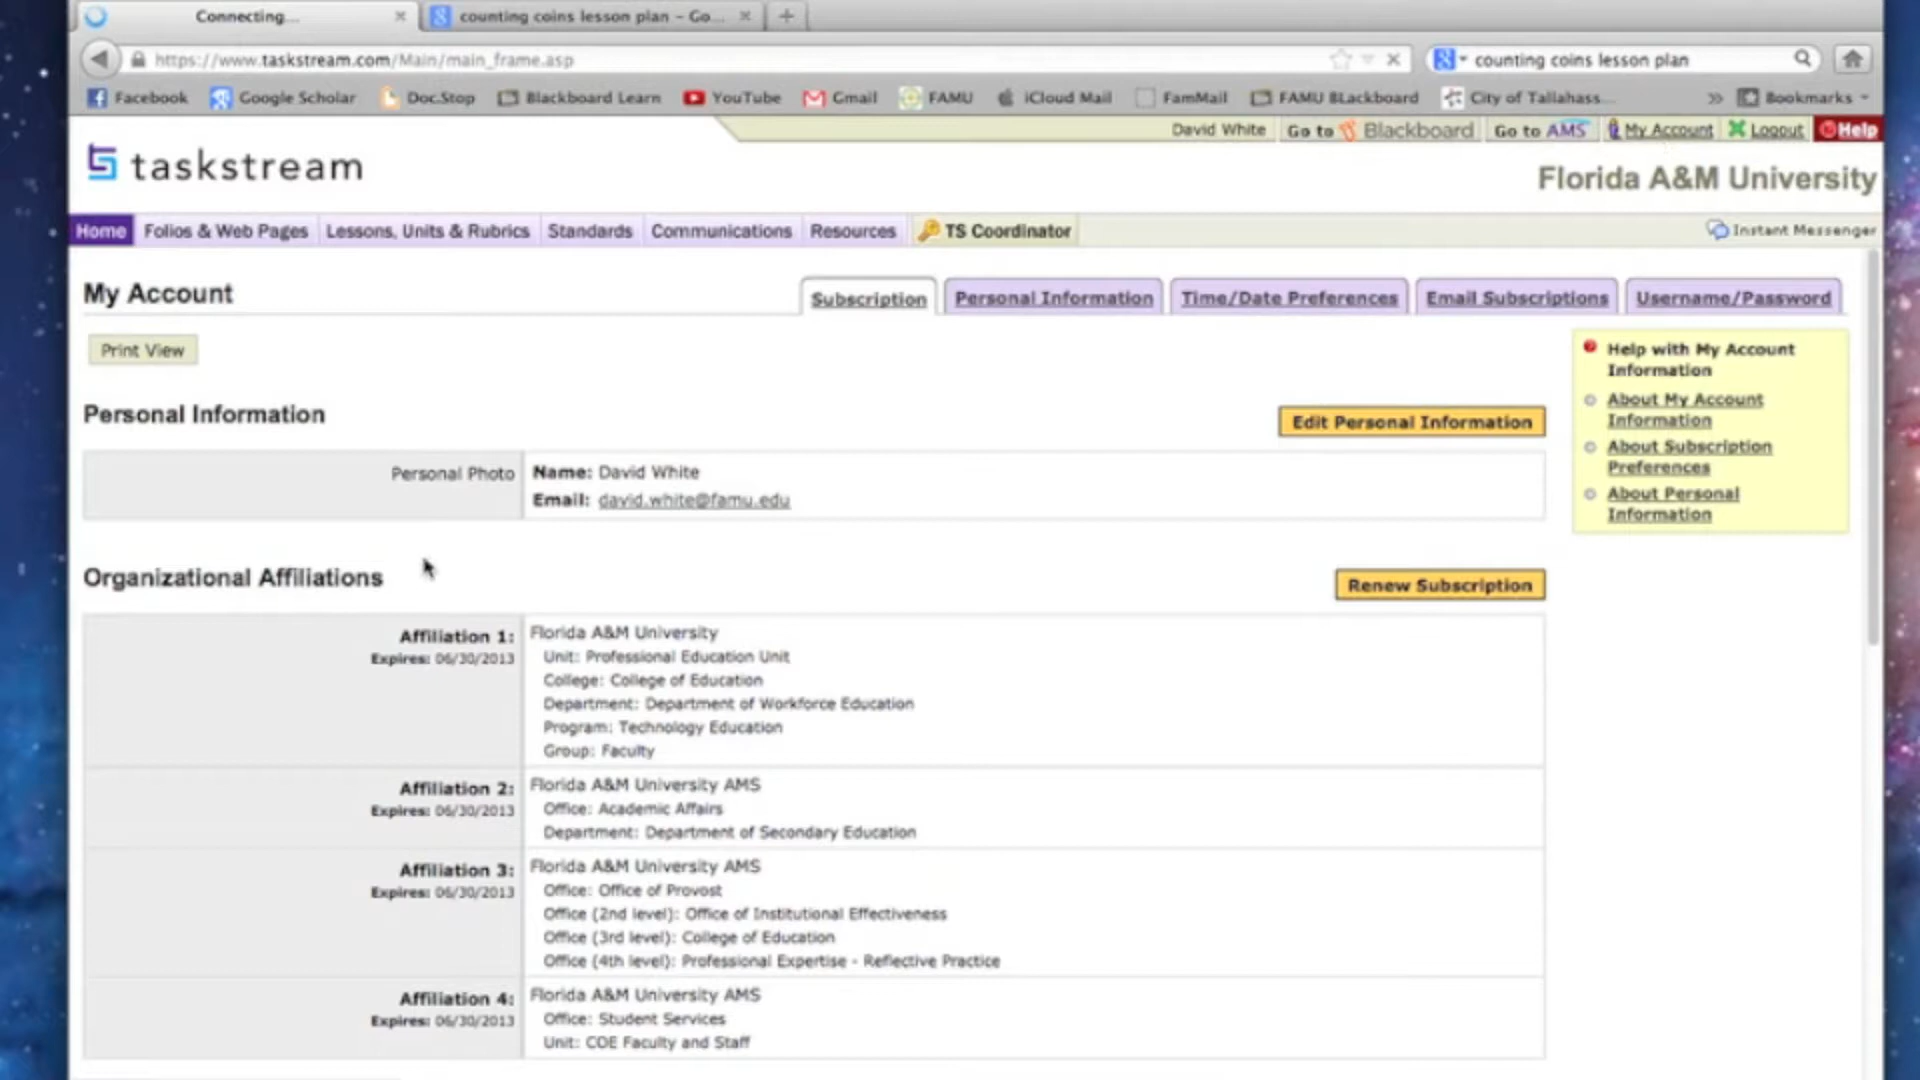 Connecting...
counting coins lesson plan - Go...
https://www.taskstream.com/Main/main_frame.asp
counting coins lesson plan
Facebook
Google Scholar
Doc.Stop
Blackboard Learn
YouTube
Gmail
FAMU
iCloud Mail
FamMail
FAMU BLackboard
City of Tallahass...
Bookmarks
David White
Go to Blackboard
Go to AMS
My Account
Logout
Help
taskstream
Florida A&M University
Home
Folios & Web Pages
Lessons, Units & Rubrics
Standards
Communications
Resources
TS Coordinator
Instant Messenger
My Account
Subscription
Personal Information
Time/Date Preferences
Email Subscriptions
Username/Password
Print View
Help with My Account
Information
About My Account
Information
About Subscription
Preferences
About Personal
Information
Personal Information
Edit Personal Information
Personal Photo
Name: David White
Email: david.white@famu.edu
Organizational Affiliations
Renew Subscription
Affiliation 1:
Expires: 06/30/2013
Florida A&M University
Unit: Professional Education Unit
College: College of Education
Department: Department of Workforce Education
Program: Technology Education
Group: Faculty
Affiliation 2:
Expires: 06/30/2013
Florida A&M University AMS
Office: Academic Affairs
Department: Department of Secondary Education
Affiliation 3:
Expires: 06/30/2013
Florida A&M University AMS
Office: Office of Provost
Office (2nd level): Office of Institutional Effectiveness
Office (3rd level): College of Education
Office (4th level): Professional Expertise - Reflective Practice
Affiliation 4:
Expires: 06/30/2013
Florida A&M University AMS
Office: Student Services
Unit: COE Faculty and Staff